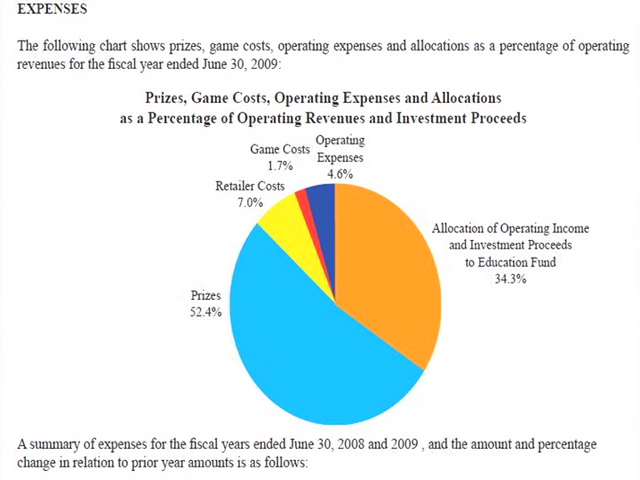 EXPENSES
The following chart shows prizes, game costs, operating expenses and allocations as a percentage of operating
revenues for the fiscal year ended June 30, 2009:
Prizes, Game Costs, Operating Expenses and Allocations
as a Percentage of Operating Revenues and Investment Proceeds
Operating
Expenses
4.6%
Game Costs
1.7%
Retailer Costs
7.0%
Allocation of Operating Income
and Investment Proceeds
to Education Fund
34.3%
Prizes
52.4%
A summary of expenses for the fiscal years ended June 30, 2008 and 2009 , and the amount and percentage
change in relation to prior year amounts is as follows: